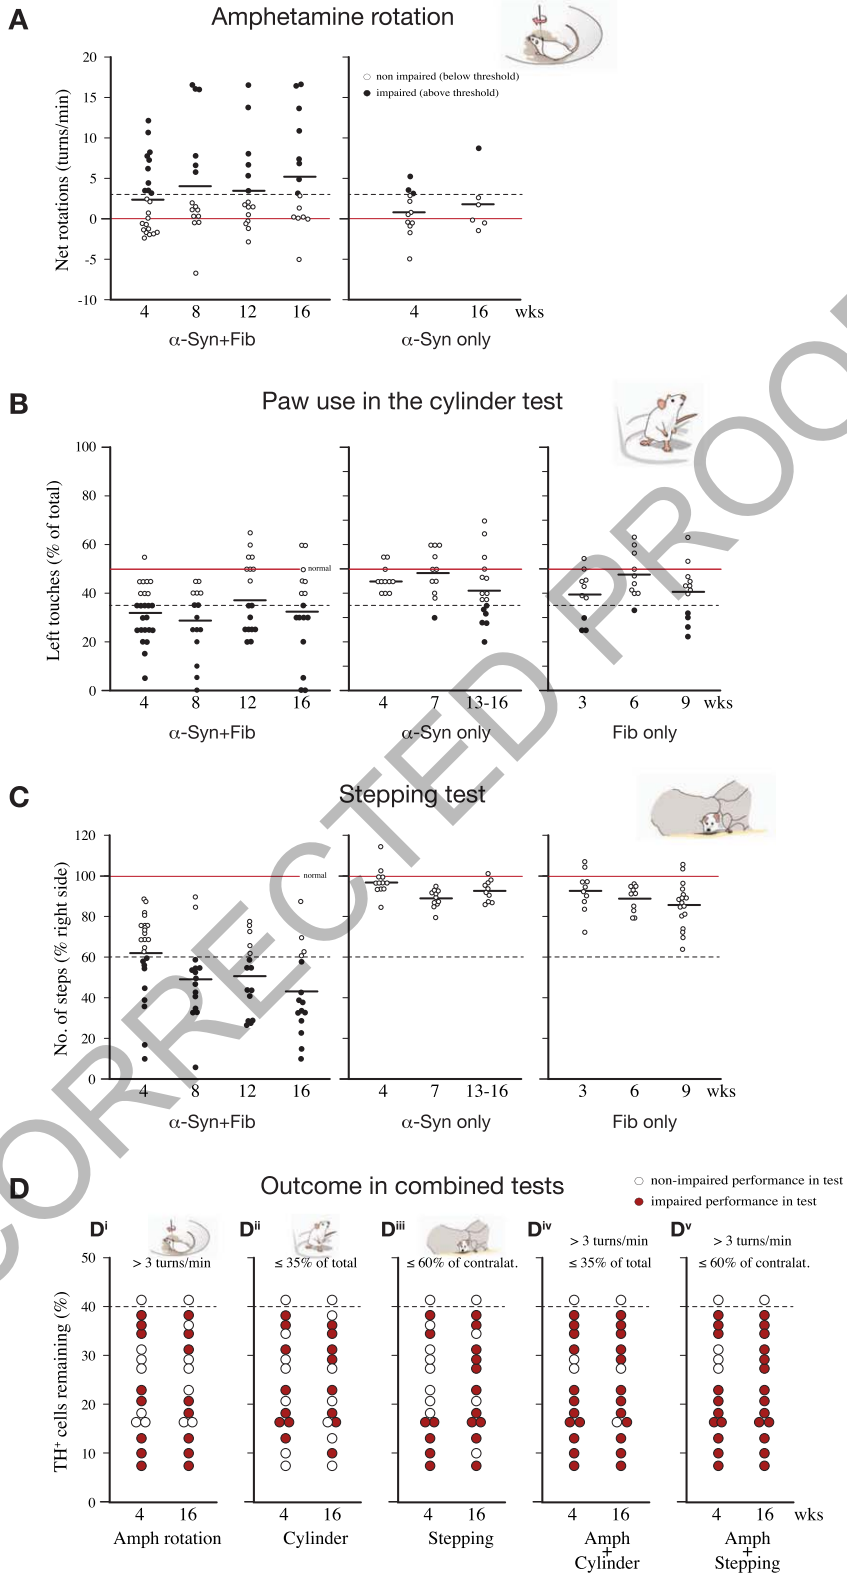 A
Amphetamine rotation
20
15
10
5
0
-5
-10
Net rotations (turns/min)
non impaired (below threshold)
impaired (above threshold)
4 8 12 16 4 16 wks
α-Syn+Fib α-Syn only
B
Paw use in the cylinder test
100
80
60
40
20
0
Left touches (% of total)
normal
4 8 12 16 4 7 13-16 3 6 9 wks
α-Syn+Fib α-Syn only Fib only
C
Stepping test
120
100
80
60
40
20
0
No. of steps (% right side)
normal
4 8 12 16 4 7 13-16 3 6 9 wks
α-Syn+Fib α-Syn only Fib only
D
Outcome in combined tests
non-impaired performance in test
impaired performance in test
Di Dii Diii Div Dv
> 3 turns/min > 3 turns/min
> 3 turns/min ≤ 35% of total ≤ 60% of contralat. ≤ 35% of total ≤ 60% of contralat.
50
40
30
20
10
0
TH+ cells remaining (%)
4 16 4 16 4 16 4 16 4 16 wks
Amph rotation Cylinder Stepping Amph + Cylinder Amph + Stepping
CORRECTED PROO